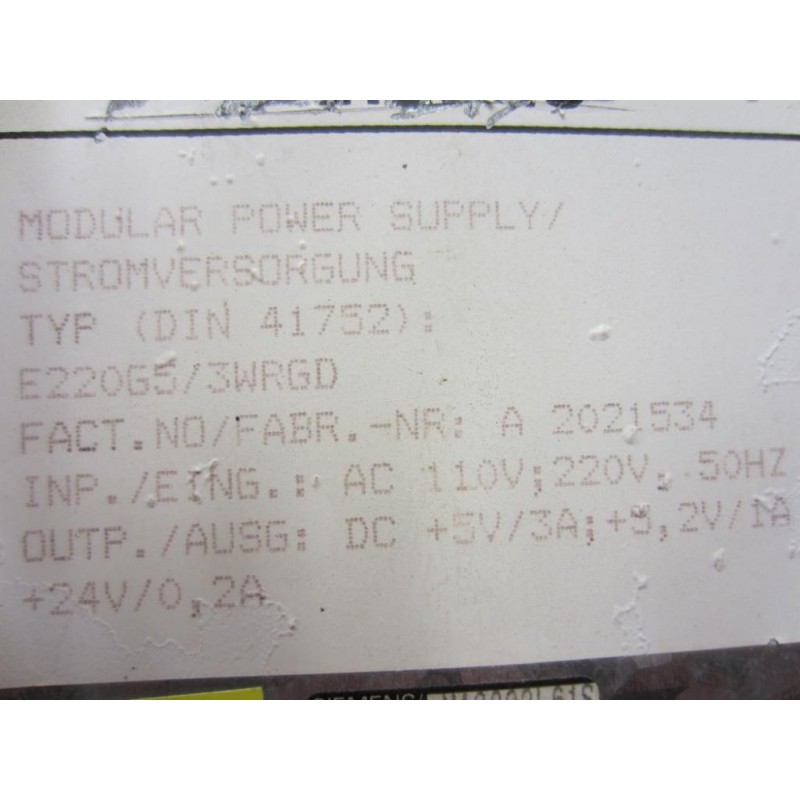 MODULAR POWER SUPPLY/
STROMVERSORGUNG
TYP (DIN 41752):
E220G5/3WRGD
FACT.NO/FABR.-NR: A 2021534
INP./EING.: AC 110V;220V, 50HZ
OUTP./AUSG: DC +5V/3A;+5,2V/1A
+24V/0,2A